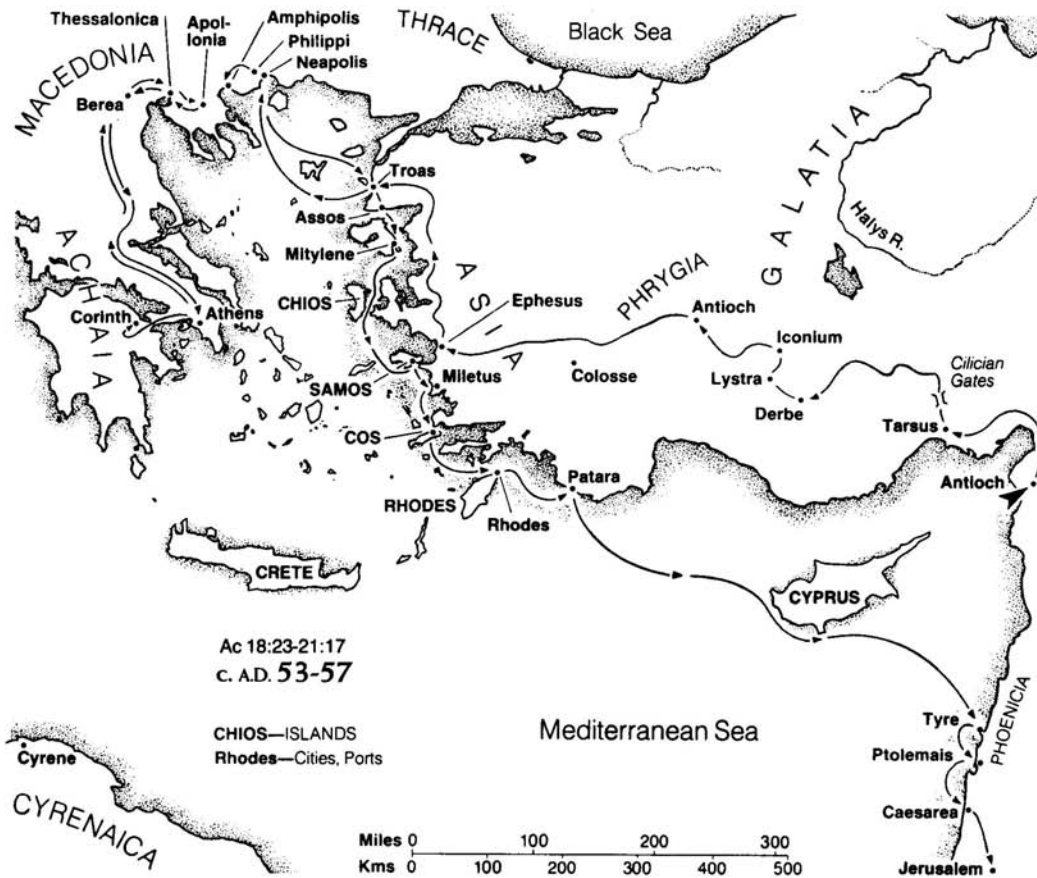 Thessalonica
Apol-
lonia
Amphipolis
Philippi
Neapolis
THRACE
Black Sea
MACEDONIA
Berea
GALATIA
Troas
Assos
Halys R.
Mitylene
ACHAIA
ASIA
PHRYGIA
CHIOS
Ephesus
Antioch
Corinth
Athens
Iconium
Cilician
Gates
SAMOS
Miletus
Colosse
Lystra
Derbe
Tarsus
COS
Patara
Antioch
RHODES
Rhodes
CRETE
CYPRUS
Ac 18:23-21:17
c. A.D. 53-57
PHOENICIA
CHIOS—ISLANDS
Rhodes—Cities, Ports
Mediterranean Sea
Tyre
Ptolemais
Cyrene
CYRENAICA
Caesarea
Miles 0 100 200 300
Kms 0 100 200 300 400 500
Jerusalem